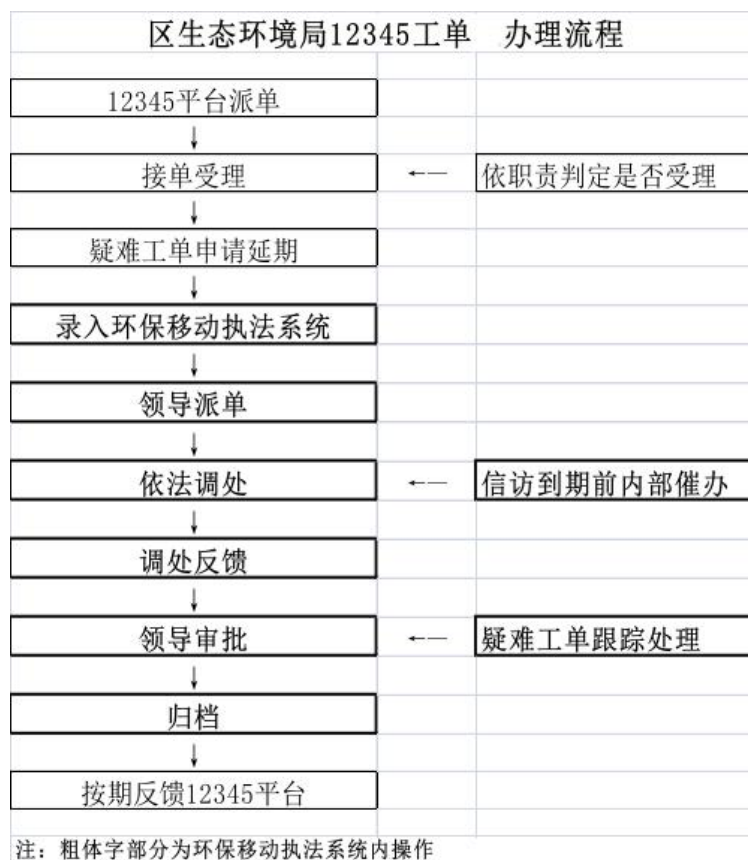 区生态环境局12345工单 办理流程
12345平台派单
↓
接单受理 ←— 依职责判定是否受理
↓
疑难工单申请延期
↓
录入环保移动执法系统
↓
领导派单
↓
依法调处 ←— 信访到期前内部催办
↓
调处反馈
↓
领导审批 ←— 疑难工单跟踪处理
↓
归档
↓
按期反馈12345平台
注：粗体字部分为环保移动执法系统内操作